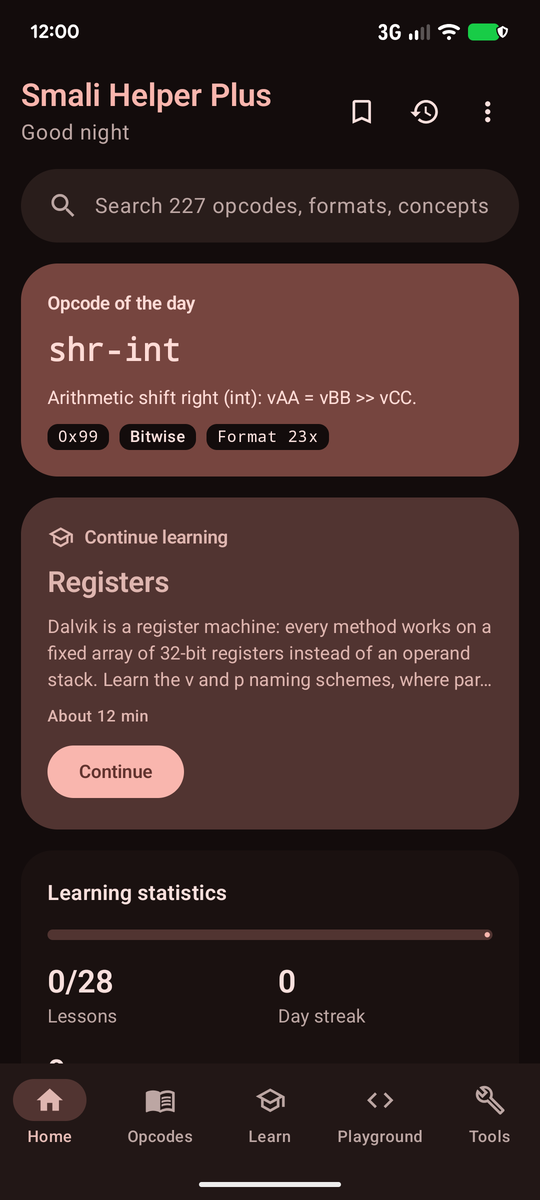 12:00
3G
Smali Helper Plus
Good night
Search 227 opcodes, formats, concepts
Opcode of the day
shr-int
Arithmetic shift right (int): vAA = vBB >> vCC.
0x99 Bitwise Format 23x
Continue learning
Registers
Dalvik is a register machine: every method works on a
fixed array of 32-bit registers instead of an operand
stack. Learn the v and p naming schemes, where par…
About 12 min
Continue
Learning statistics
0/28 0
Lessons Day streak
Home Opcodes Learn Playground Tools